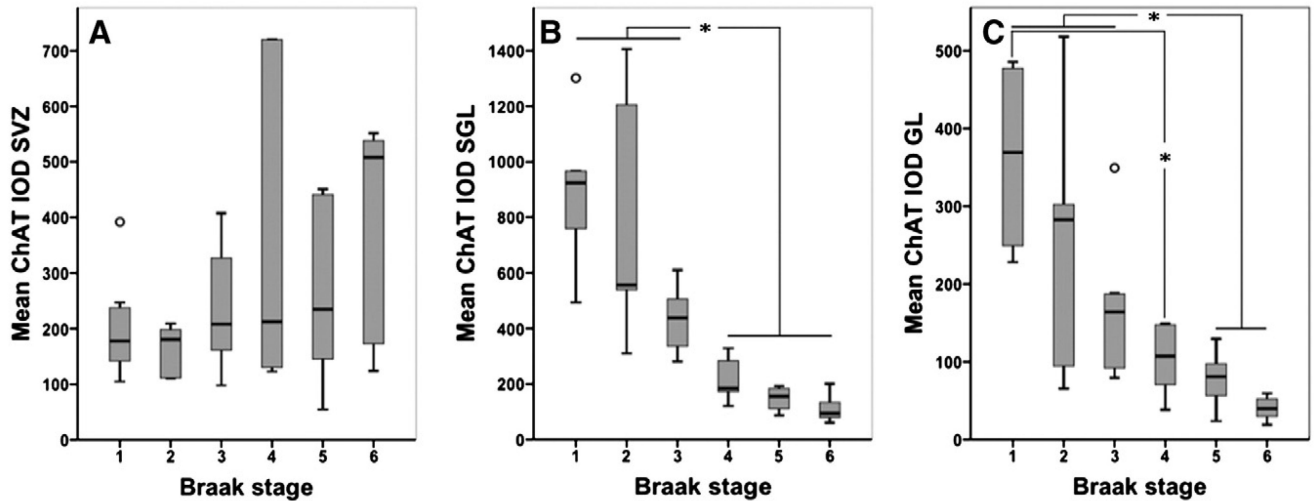 A
Mean ChAT IOD SVZ
700
600
500
400
300
200
100
0
1 2 3 4 5 6
Braak stage
B
*
Mean ChAT IOD SGL
1400
1200
1000
800
600
400
200
0
1 2 3 4 5 6
Braak stage
C
*
*
Mean ChAT IOD GL
500
400
300
200
100
0
1 2 3 4 5 6
Braak stage